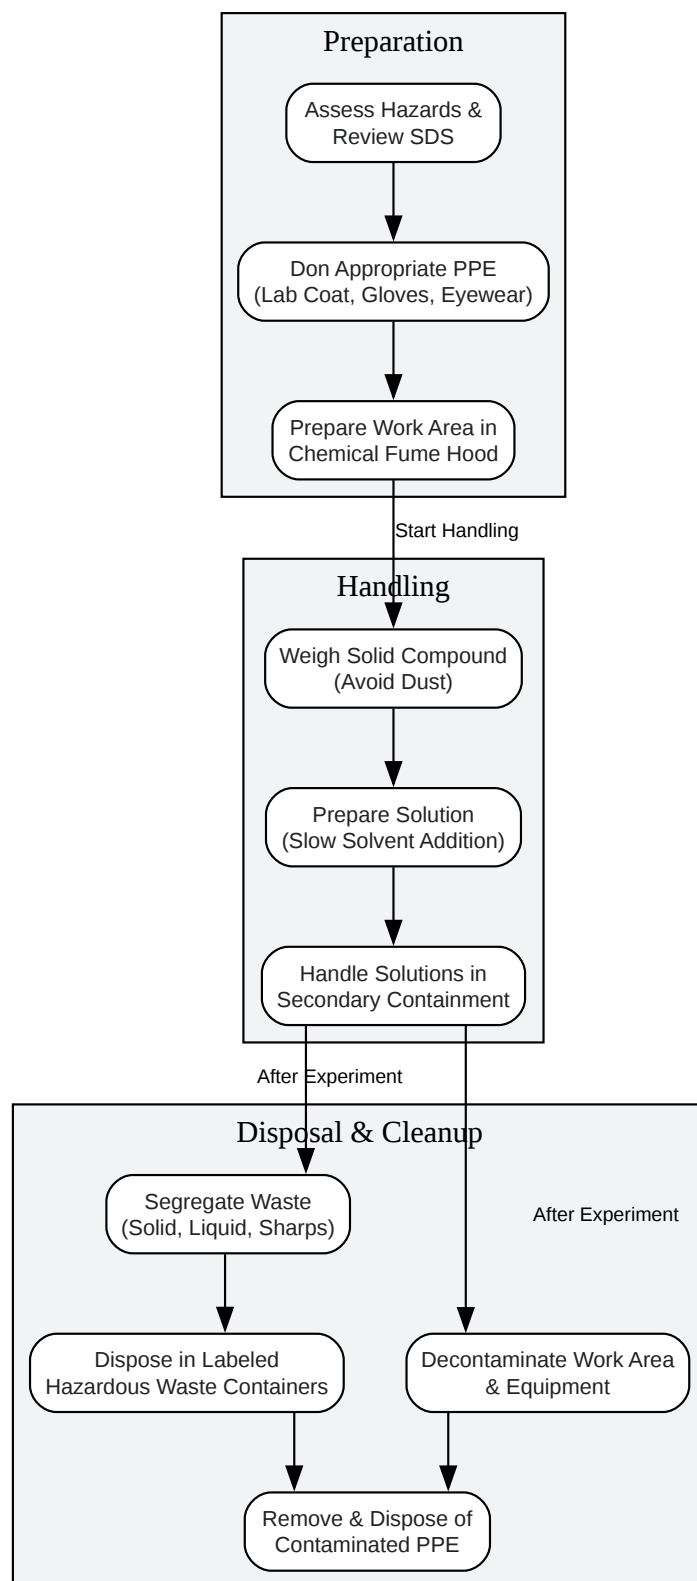 Preparation
Assess Hazards &
Review SDS
Don Appropriate PPE
(Lab Coat, Gloves, Eyewear)
Prepare Work Area in
Chemical Fume Hood
Start Handling
Handling
Weigh Solid Compound
(Avoid Dust)
Prepare Solution
(Slow Solvent Addition)
Handle Solutions in
Secondary Containment
After Experiment
Disposal & Cleanup
Segregate Waste
(Solid, Liquid, Sharps)
After Experiment
Dispose in Labeled
Hazardous Waste Containers
Decontaminate Work Area
& Equipment
Remove & Dispose of
Contaminated PPE